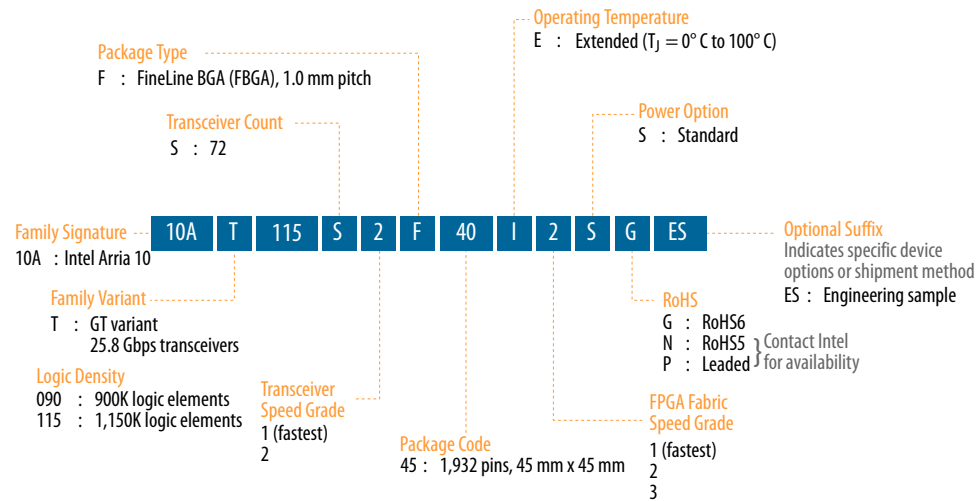 Operating Temperature
E : Extended (TJ = 0° C to 100° C)
Package Type
F : FineLine BGA (FBGA), 1.0 mm pitch
Transceiver Count
S : 72
Power Option
S : Standard
Family Signature
10A : Intel Arria 10
10A T 115 S 2 F 40 I 2 S G ES
Optional Suffix
Indicates specific device
options or shipment method
ES : Engineering sample
Family Variant
T : GT variant
25.8 Gbps transceivers
RoHS
G : RoHS6
N : RoHS5
P : Leaded
} Contact Intel
for availability
Logic Density
090 : 900K logic elements
115 : 1,150K logic elements
Transceiver
Speed Grade
1 (fastest)
2
Package Code
45 : 1,932 pins, 45 mm x 45 mm
FPGA Fabric
Speed Grade
1 (fastest)
2
3